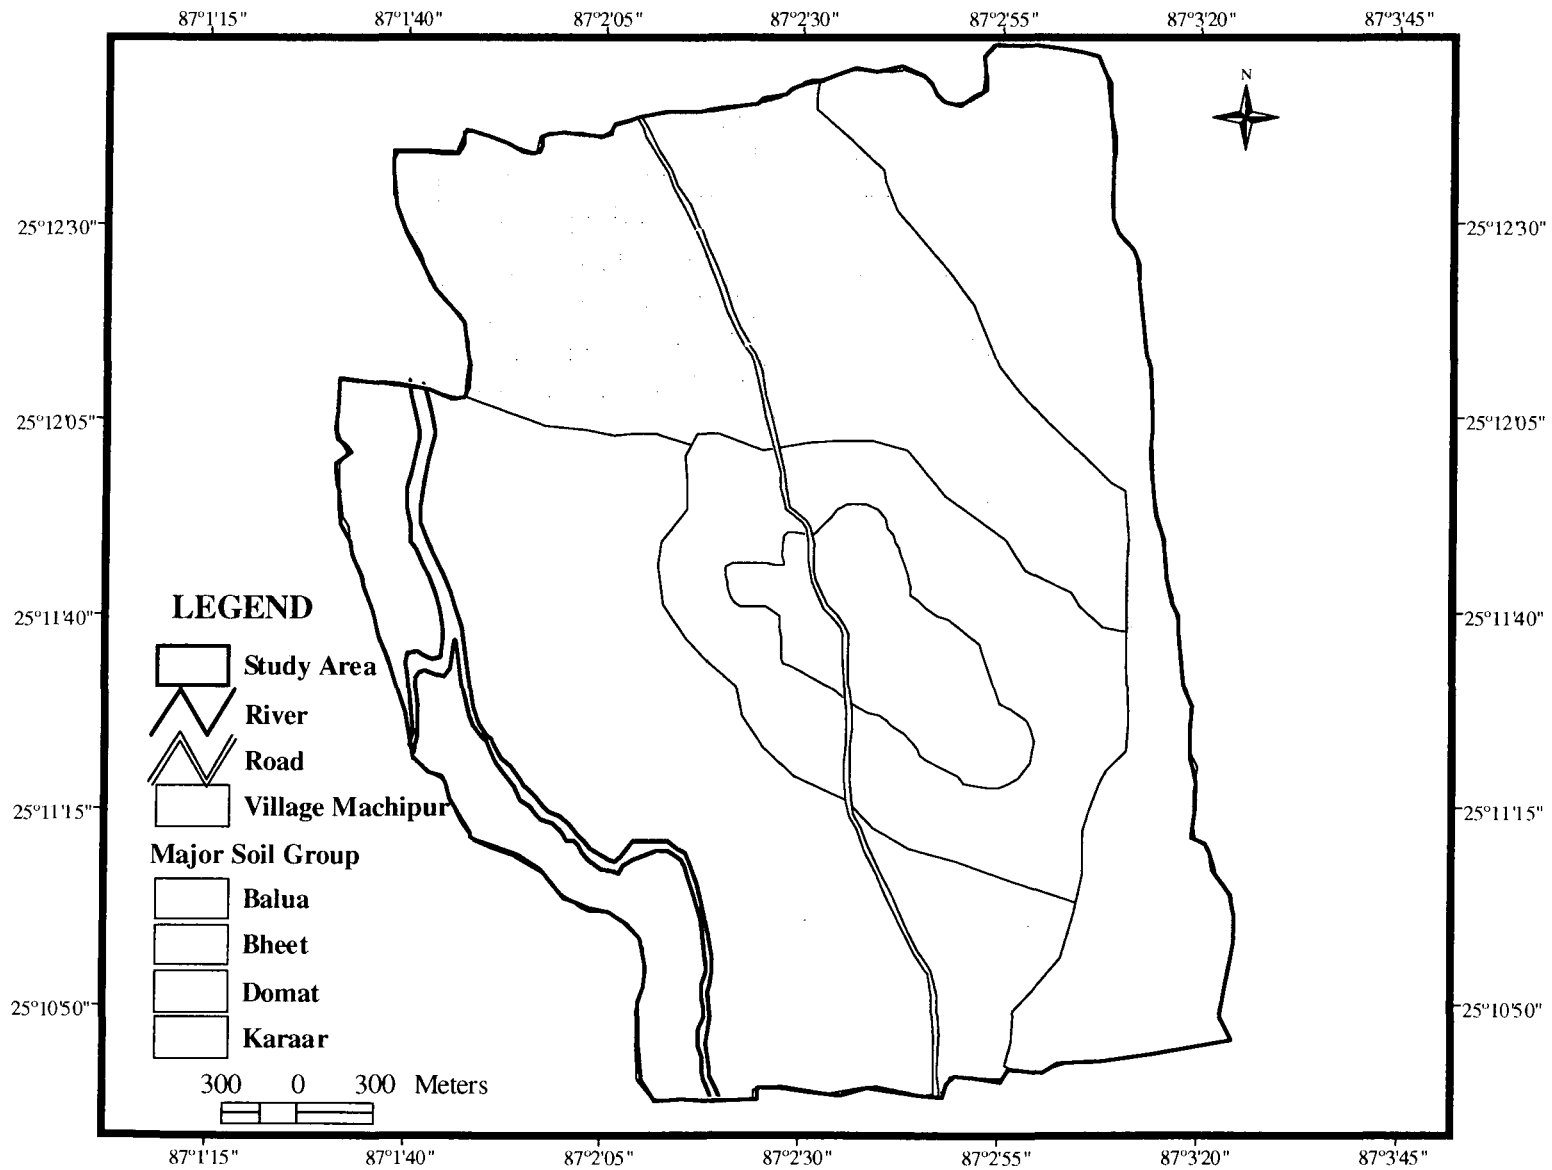 87°1'15" 87°1'40" 87°2'05" 87°2'30" 87°2'55" 87°3'20" 87°3'45"
N
25°12'30" 25°12'30"
25°12'05" 25°12'05"
LEGEND
25°11'40" 25°11'40"
Study Area
River
Road
25°11'15" 25°11'15"
Village Machipur
Major Soil Group
Balua
Bheet
Domat
25°10'50" 25°10'50"
Karaar
300 0 300 Meters
87°1'15" 87°1'40" 87°2'05" 87°2'30" 87°2'55" 87°3'20" 87°3'45"